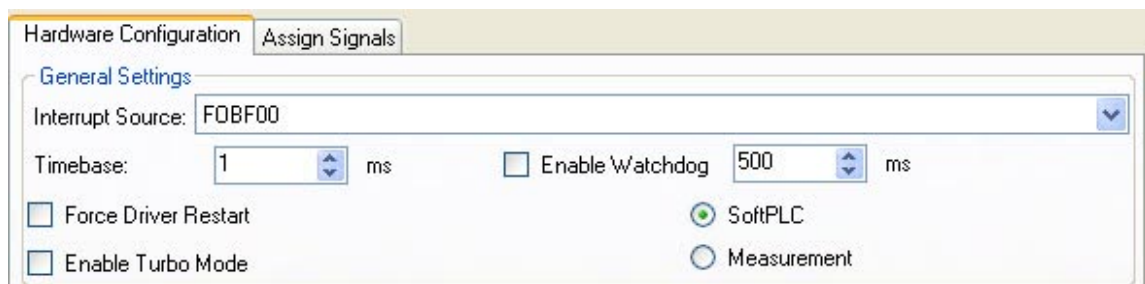 Hardware Configuration Assign Signals
General Settings
Interrupt Source: FOBF00
Timebase: 1 ms Enable Watchdog 500 ms
Force Driver Restart SoftPLC
Enable Turbo Mode Measurement